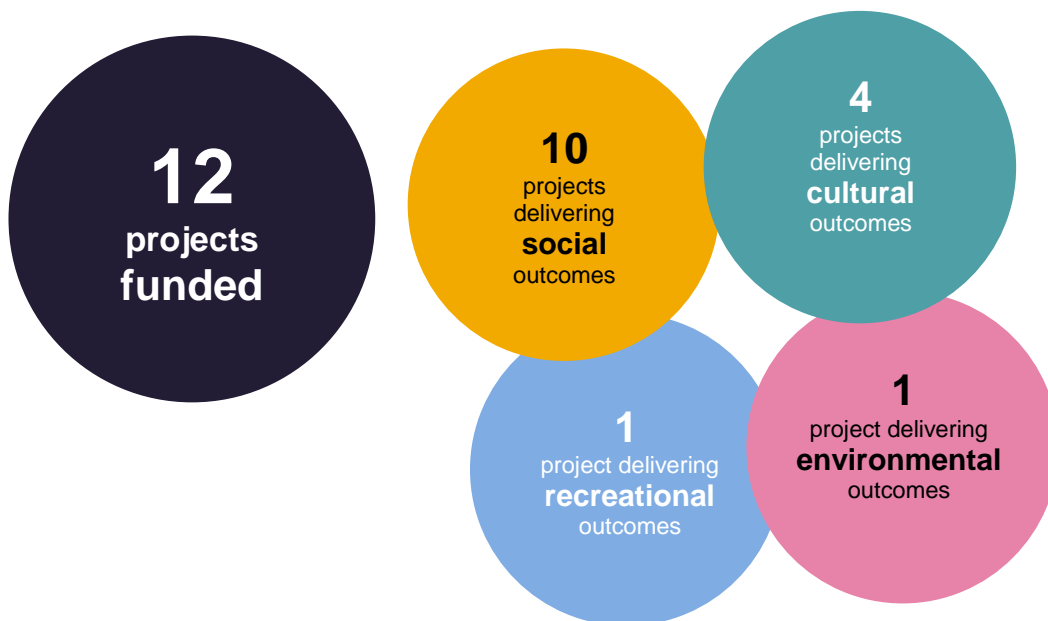 12
projects
funded
10
projects
delivering
social
outcomes
4
projects
delivering
cultural
outcomes
1
project delivering
recreational
outcomes
1
project delivering
environmental
outcomes